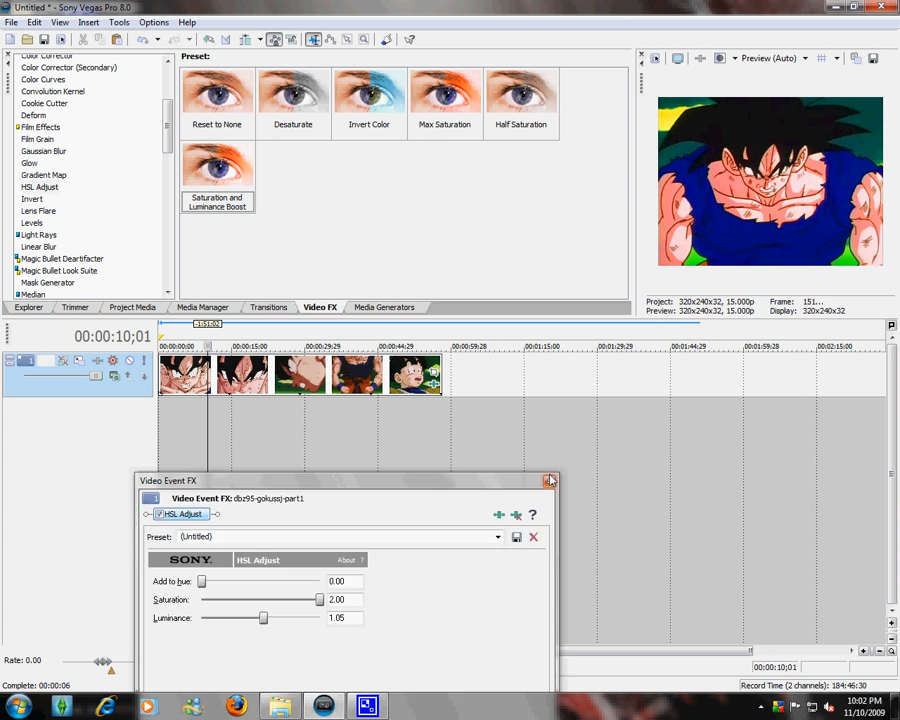 Untitled * - Sony Vegas Pro 8.0
File Edit View Insert Tools Options Help
Color Corrector
Color Corrector (Secondary)
Color Curves
Convolution Kernel
Cookie Cutter
Deform
Film Effects
Film Grain
Gaussian Blur
Glow
Gradient Map
HSL Adjust
Invert
Lens Flare
Levels
Light Rays
Linear Blur
Magic Bullet Deartifacter
Magic Bullet Look Suite
Mask Generator
Median
Preset:
Reset to None
Desaturate
Invert Color
Max Saturation
Half Saturation
Saturation and
Luminance Boost
Preview (Auto)
Project: 320x240x32, 15.000p Frame: 151...
Preview: 320x240x32, 15.000p Display: 320x240x32
Explorer Trimmer Project Media Media Manager Transitions Video FX Media Generators
00:00:10;01
-1:51:02
00:00:00:00 00:00:15:00 00:00:29:29 00:00:44:29 00:00:59:28 00:01:15:00 00:01:29:29 00:01:44:29 00:01:59:28 00:02:15:00
1
Video Event FX
1
Video Event FX: dbz95-gokussj-part1
HSL Adjust
?
Preset: (Untitled)
SONY. HSL Adjust About ?
Add to hue: 0.00
Saturation: 2.00
Luminance: 1.05
Rate: 0.00
00:00:10;01
Complete: 00:00:06
Record Time (2 channels): 184:46:30
10:02 PM
11/10/2009